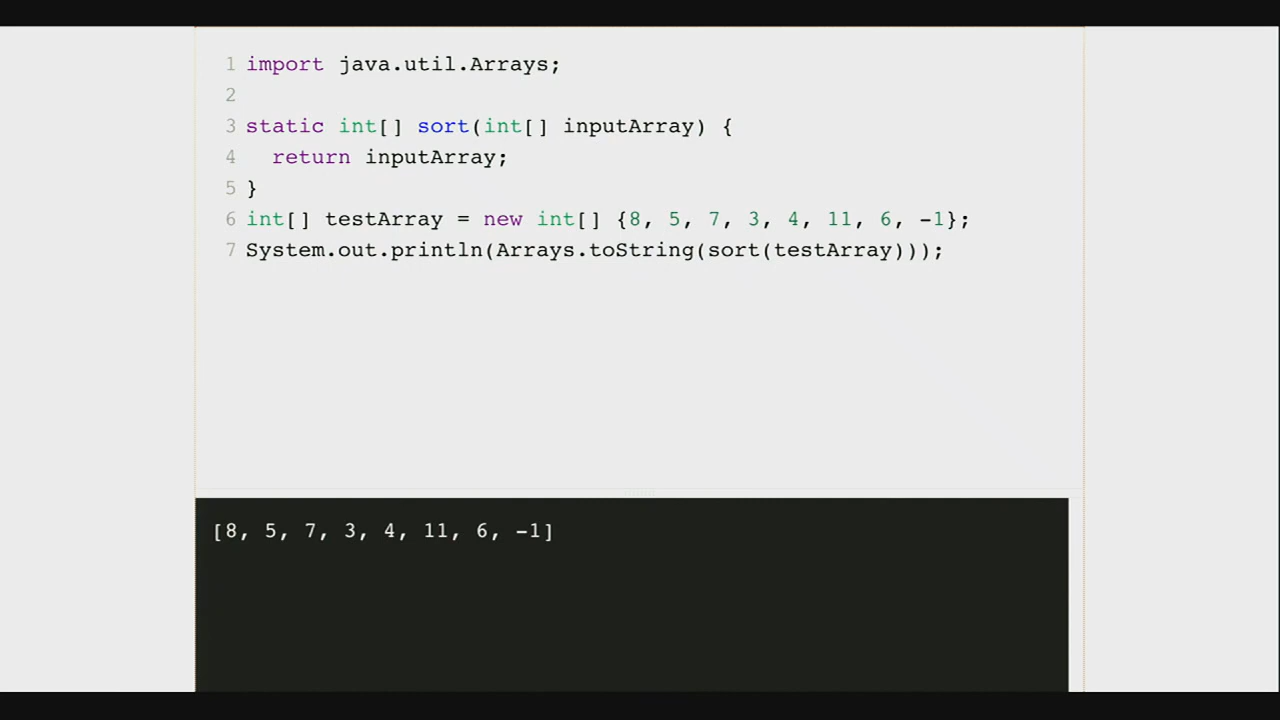 1 import java.util.Arrays;
2
3 static int[] sort(int[] inputArray) {
4   return inputArray;
5 }
6 int[] testArray = new int[] {8, 5, 7, 3, 4, 11, 6, -1};
7 System.out.println(Arrays.toString(sort(testArray)));
[8, 5, 7, 3, 4, 11, 6, -1]